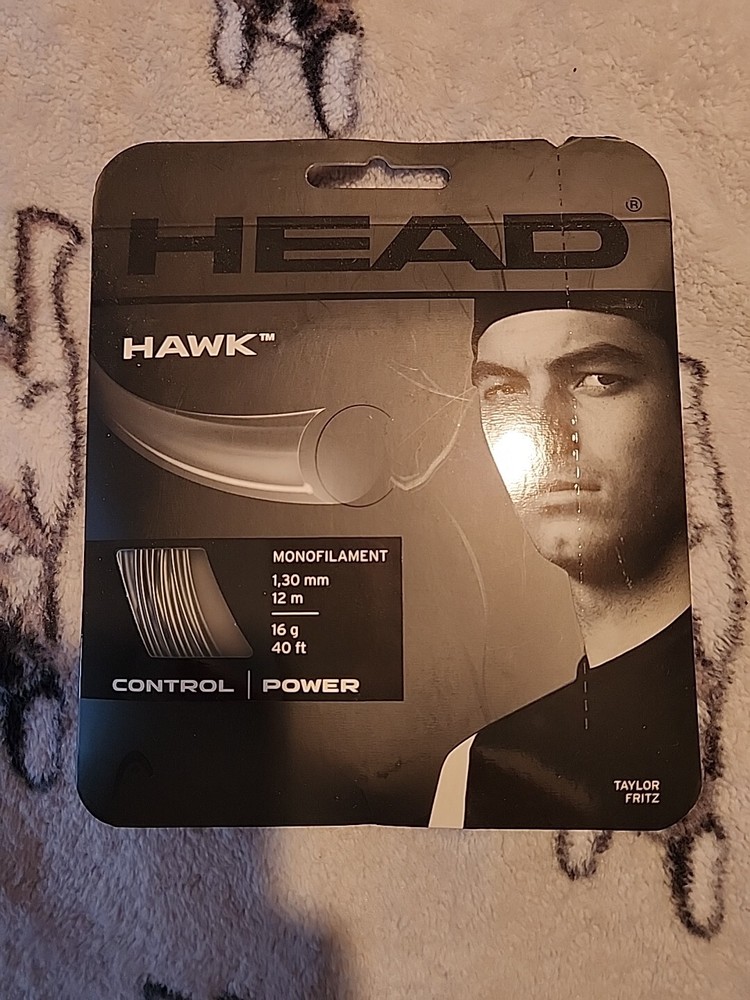 HEAD®
HAWK™
MONOFILAMENT
1,30 mm
12 m
16 g
40 ft
CONTROL | POWER
TAYLOR
FRITZ